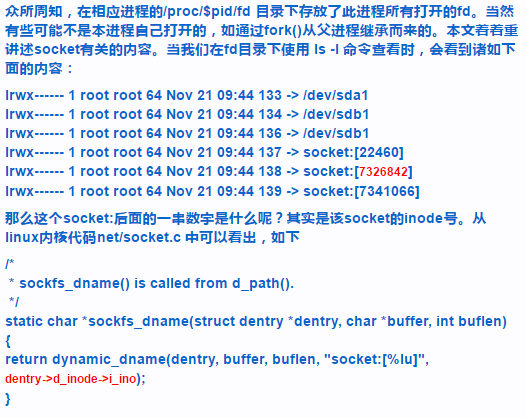 众所周知，在相应进程的/proc/$pid/fd 目录下存放了此进程所有打开的fd。当然
有些可能不是本进程自己打开的，如通过fork()从父进程继承而来的。本文着着重
讲述socket有关的内容。当我们在fd目录下使用 ls -l 命令查看时，会看到诸如下
面的内容：
lrwx------ 1 root root 64 Nov 21 09:44 133 -> /dev/sda1
lrwx------ 1 root root 64 Nov 21 09:44 134 -> /dev/sdb1
lrwx------ 1 root root 64 Nov 21 09:44 136 -> /dev/sdb1
lrwx------ 1 root root 64 Nov 21 09:44 137 -> socket:[22460]
lrwx------ 1 root root 64 Nov 21 09:44 138 -> socket:[7326842]
lrwx------ 1 root root 64 Nov 21 09:44 139 -> socket:[7341066]
那么这个socket:后面的一串数字是什么呢？其实是该socket的inode号。从
linux内核代码net/socket.c 中可以看出，如下
/*
* sockfs_dname() is called from d_path().
*/
static char *sockfs_dname(struct dentry *dentry, char *buffer, int buflen)
{
return dynamic_dname(dentry, buffer, buflen, "socket:[%lu]",
dentry->d_inode->i_ino);
}